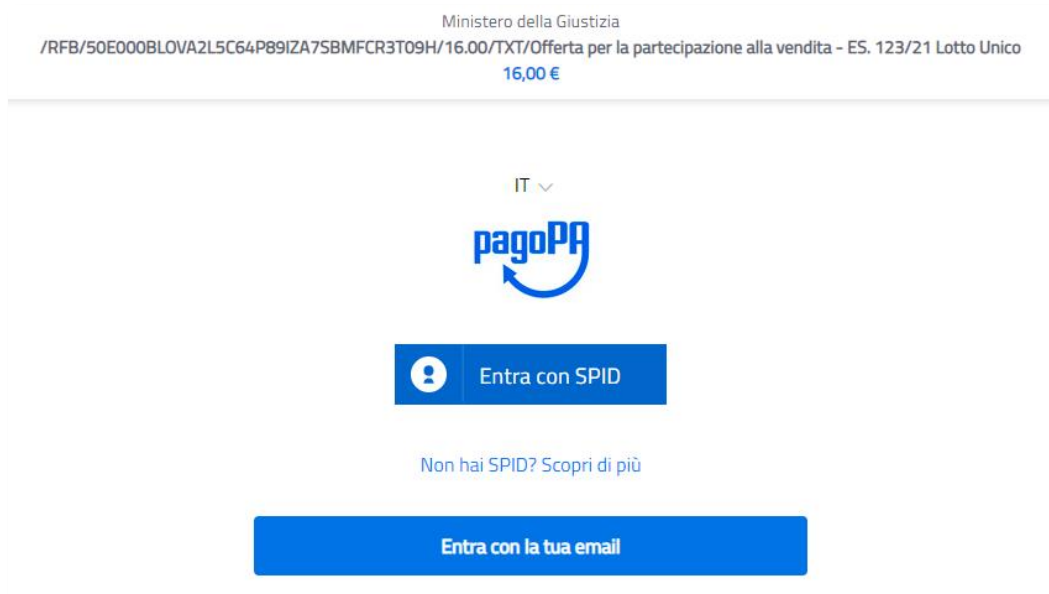 Ministero della Giustizia
/RFB/50E000BLOVA2L5C64P89IZA7SBMFCR3T09H/16.00/TXT/Offerta per la partecipazione alla vendita - ES. 123/21 Lotto Unico
16,00 €
IT
pagoPA
Entra con SPID
Non hai SPID? Scopri di più
Entra con la tua email